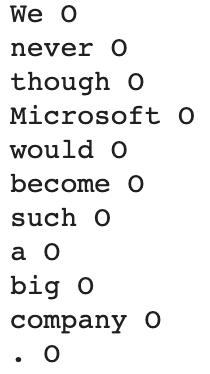 We O
never O
though O
Microsoft O
would O
become O
such O
a O
big O
company O
. O